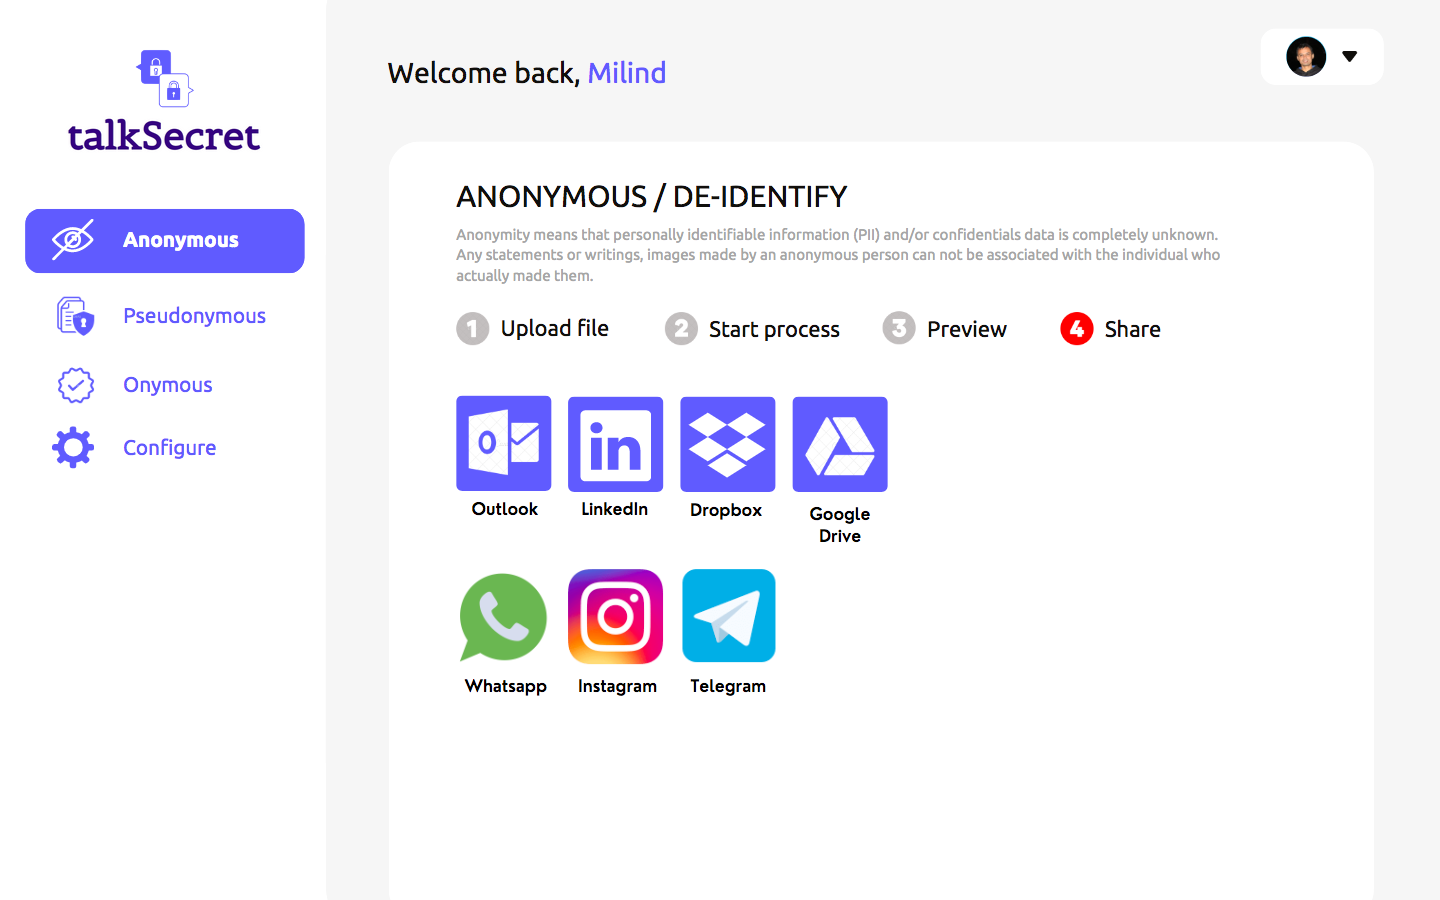 talkSecret
Welcome back, Milind
Anonymous
Pseudonymous
Onymous
Configure
ANONYMOUS / DE-IDENTIFY
Anonymity means that personally identifiable information (PII) and/or confidentials data is completely unknown.
Any statements or writings, images made by an anonymous person can not be associated with the individual who
actually made them.
1 Upload file 2 Start process 3 Preview 4 Share
Outlook LinkedIn Dropbox Google
Drive
Whatsapp Instagram Telegram